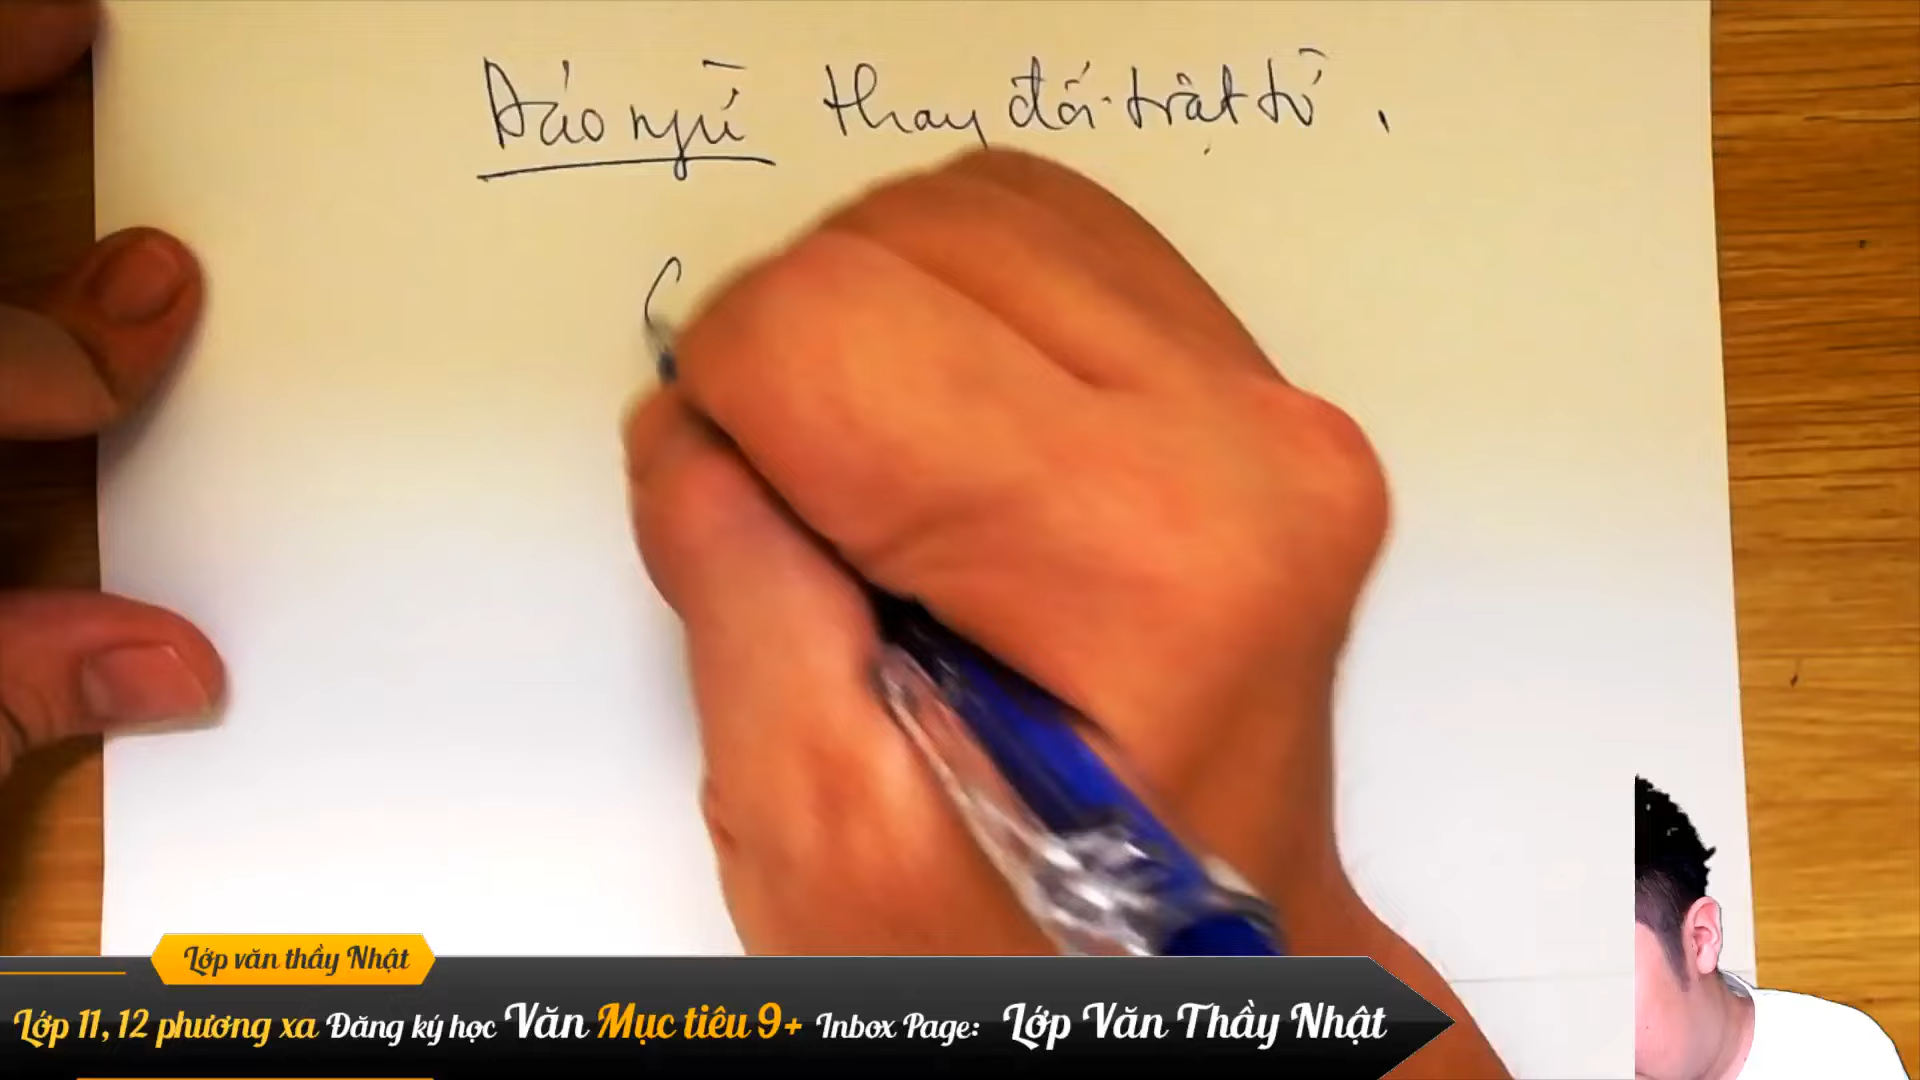 Đảo ngữ thay đổi trật tự,
Lớp văn thầy Nhật
Lớp 11, 12 phương xa Đăng ký học Văn Mục tiêu 9+ Inbox Page: Lớp Văn Thầy Nhật